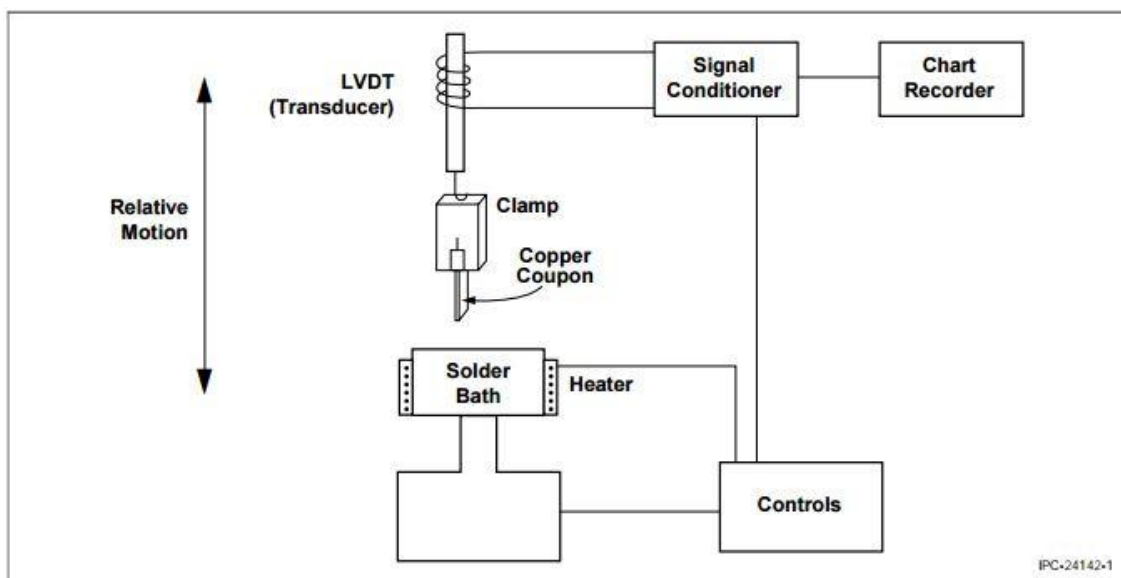 LVDT
(Transducer)
Signal
Conditioner
Chart
Recorder
Relative
Motion
Clamp
Copper
Coupon
Solder
Bath
Heater
Controls
IPC-24142-1